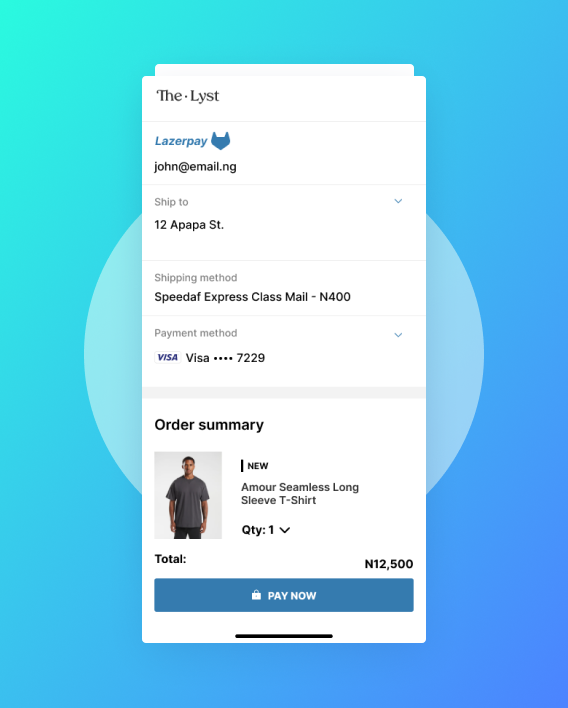 The·Lyst
Lazerpay
john@email.ng
Ship to
12 Apapa St.
Shipping method
Speedaf Express Class Mail - N400
Payment method
VISA Visa •••• 7229
Order summary
NEW
Amour Seamless Long
Sleeve T-Shirt
Qty: 1
Total: N12,500
PAY NOW